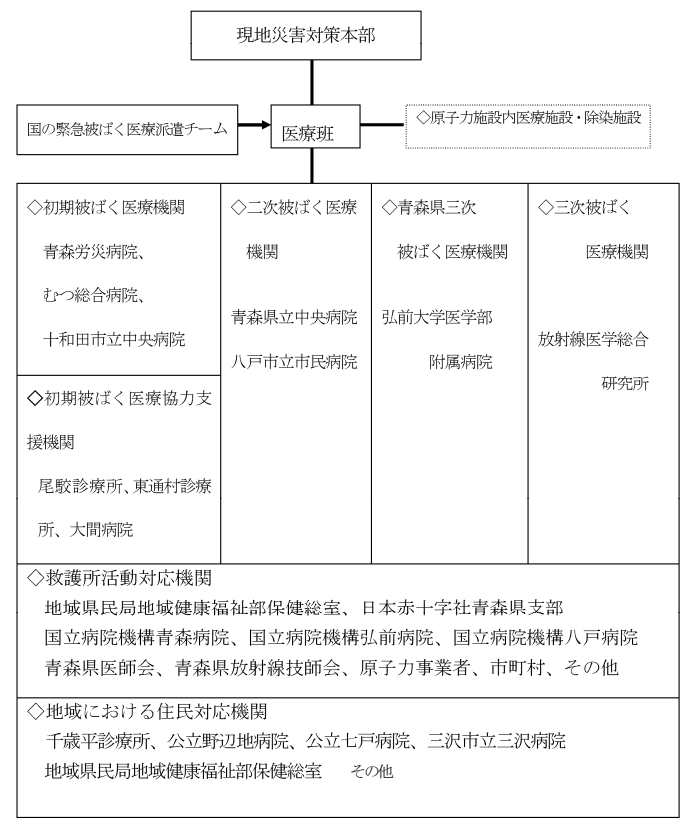 現地災害対策本部
国の緊急被ばく医療派遣チーム
医療班
◇原子力施設内医療施設・除染施設
◇初期被ばく医療機関
青森労災病院、
むつ総合病院、
十和田市立中央病院
◇初期被ばく医療協力支
援機関
尾駮診療所、東通村診療
所、大間病院
◇二次被ばく医療
機関
青森県立中央病院
八戸市立市民病院
◇青森県三次
被ばく医療機関
弘前大学医学部
附属病院
◇三次被ばく
医療機関
放射線医学総合
研究所
◇救護所活動対応機関
地域県民局地域健康福祉部保健総室、日本赤十字社青森県支部
国立病院機構青森病院、国立病院機構弘前病院、国立病院機構八戸病院
青森県医師会、青森県放射線技師会、原子力事業者、市町村、その他
◇地域における住民対応機関
千歳平診療所、公立野辺地病院、公立七戸病院、三沢市立三沢病院
地域県民局地域健康福祉部保健総室　その他